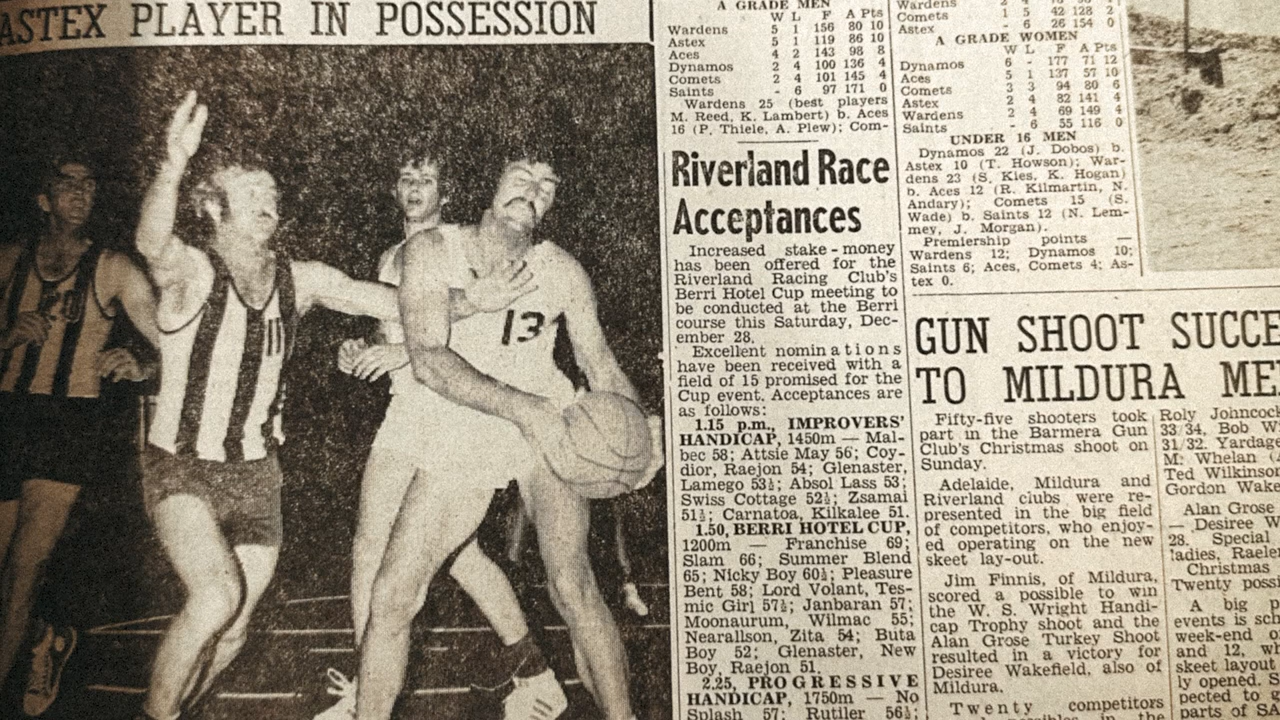 ASTEX PLAYER IN POSSESSION
13
A GRADE MEN
W L F A Pts
Wardens 5 1 156 80 10
Astex 5 1 119 86 10
Aces 4 2 143 98 8
Dynamos 2 4 100 136 4
Comets 2 4 101 145 4
Saints - 6 97 171 0
Wardens 25 (best players
M. Reed, K. Lambert) b. Aces
16 (P. Thiele, A. Plew); Com-
Riverland Race
Acceptances
Increased stake-money
has been offered for the
Riverland Racing Club's
Berri Hotel Cup meeting to
be conducted at the Berri
course this Saturday, Dec-
ember 28.
Excellent nominations
have been received with a
field of 15 promised for the
Cup event. Acceptances are
as follows:
1.15 p.m., IMPROVERS'
HANDICAP, 1450m — Mal-
bec 58; Attsie May 56; Coy-
dior, Raejon 54; Glenaster,
Lamego 53½; Absol Lass 53;
Swiss Cottage 52½; Zsamai
51½; Carnatoa, Kilkalee 51.
1.50, BERRI HOTEL CUP,
1200m — Franchise 69;
Slam 66; Summer Blend
65; Nicky Boy 60½; Pleasure
Bent 58; Lord Volant, Tes-
mic Girl 57½; Janbaran 57;
Moonaurum, Wilmac 55;
Nearallson, Zita 54; Buta
Boy 52; Glenaster, New
Boy, Raejon 51.
2.25, PROGRESSIVE
HANDICAP, 1750m — No
Splash 57; Rutiler 56½;
Wardens
Comets 1 5 42 128 2
Astex - 6 26 154 0
A GRADE WOMEN
W L F A Pts
Dynamos 6 - 177 71 12
Aces 5 1 137 57 10
Comets 3 3 94 80 6
Astex 2 4 82 141 4
Wardens 2 4 69 149 4
Saints - 6 55 116 0
UNDER 16 MEN
Dynamos 22 (J. Dobos) b.
Astex 10 (T. Howson); War-
dens 23 (S. Kies, K. Hogan)
b. Aces 12 (R. Kilmartin, N.
Andary); Comets 15 (S.
Wade) b. Saints 12 (N. Lem-
mey, J. Morgan).
Premiership points —
Wardens 12; Dynamos 10;
Saints 6; Aces, Comets 4; As-
tex 0.
GUN SHOOT SUCCE
TO MILDURA ME
Fifty-five shooters took
part in the Barmera Gun
Club's Christmas shoot on
Sunday.
Adelaide, Mildura and
Riverland clubs were re-
presented in the big field
of competitors, who enjoy-
ed operating on the new
skeet lay-out.
Jim Finnis, of Mildura,
scored a possible to win
the W. S. Wright Handi-
cap Trophy shoot and the
Alan Grose Turkey Shoot
resulted in a victory for
Desiree Wakefield, also of
Mildura.
Twenty competitors
Roly Johncock
33/34, Bob W
31/32. Yardage
M. Whelan (
Ted Wilkinson
Gordon Wake
Alan Grose
— Desiree W
28. Special
ladies, Raele
Christmas
Twenty possi
A big p
events is sch
week-end o
and 12, wh
skeet layout
ly opened. S
pected to
parts of SA